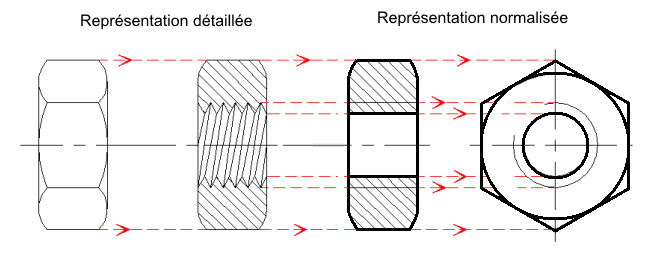 Représentation détaillée
Représentation normalisée